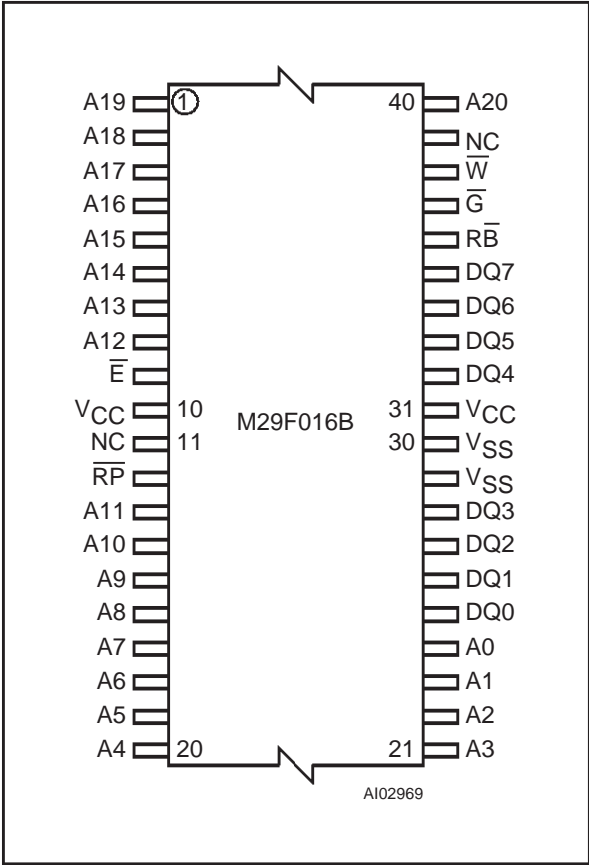 A19 1 40 A20
A18 NC
A17 W̅
A16 G̅
A15 RB̅
A14 DQ7
A13 DQ6
A12 DQ5
E̅ DQ4
VCC 10 M29F016B 31 VCC
NC 11 30 VSS
R̅P̅ VSS
A11 DQ3
A10 DQ2
A9 DQ1
A8 DQ0
A7 A0
A6 A1
A5 A2
A4 20 21 A3
AI02969